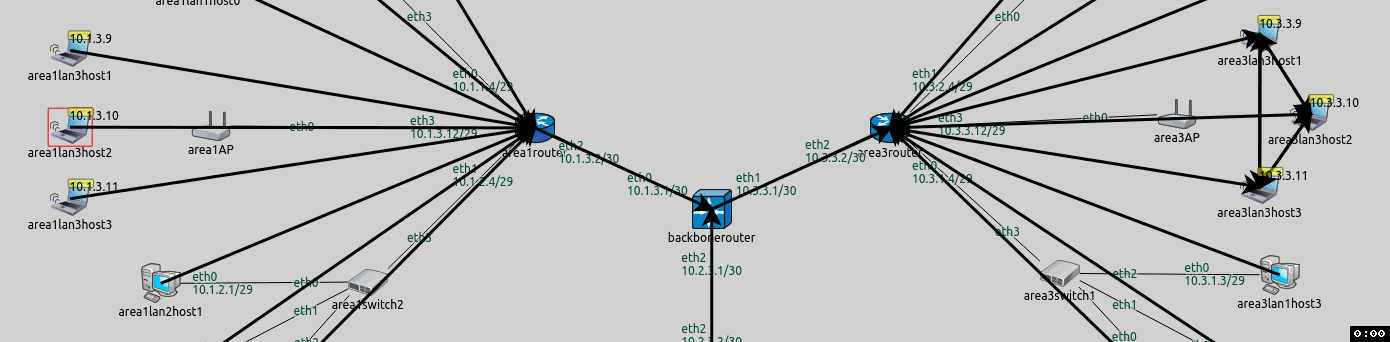 area1lan1host0
eth3
eth0
10.1.3.9
10.3.3.9
area1lan3host1
area3lan3host1
eth0
10.1.1.4/29
eth1
10.3.2.4/29
10.1.3.10
10.3.3.10
area1lan3host2
area1AP
eth0
eth3
10.1.3.12/29
area1router
eth2
10.1.3.2/30
eth2
10.3.3.2/30
area3router
eth3
10.3.3.12/29
eth0
area3AP
area3lan3host2
eth1
10.1.2.4/29
eth0
10.3.1.4/29
10.1.3.11
10.3.3.11
area1lan3host3
area3lan3host3
eth0
10.1.3.1/30
eth1
10.3.3.1/30
backbonerouter
eth3
eth3
eth2
10.2.3.1/30
eth0
10.1.2.1/29
eth0
area1lan2host1
area1switch2
eth1
area3switch1
eth2
eth0
10.3.1.3/29
area3lan1host3
eth1
eth2
eth2
eth0
0:00